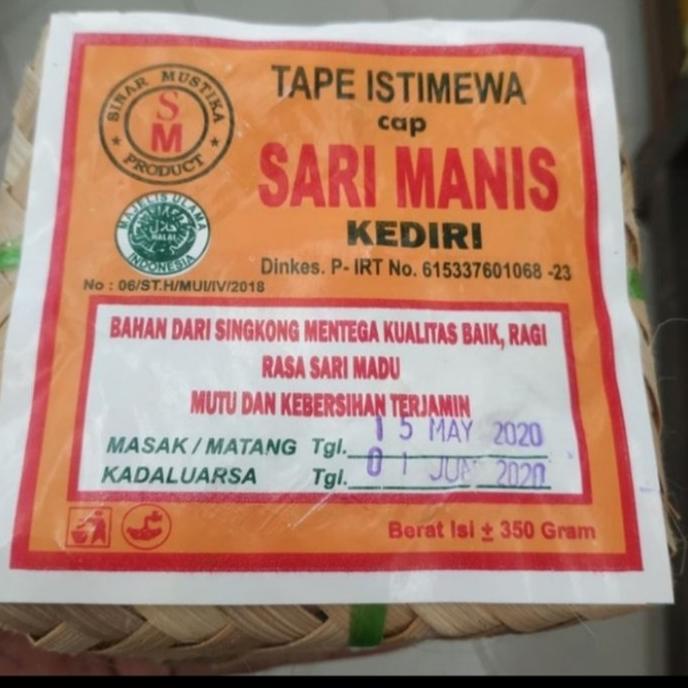 SINAR MUSTIKA
SM
PRODUCT
TAPE ISTIMEWA
cap
SARI MANIS
KEDIRI
Dinkes. P- IRT No. 615337601068 -23
MAJELIS ULAMA
حلال
HALAL
INDONESIA
No : 06/ST.H/MUI/IV/2018
BAHAN DARI SINGKONG MENTEGA KUALITAS BAIK, RAGI
RASA SARI MADU
MUTU DAN KEBERSIHAN TERJAMIN
MASAK / MATANG Tgl. 15 MAY 2020
KADALUARSA Tgl. 01 JUN 2020
Berat Isi ± 350 Gram